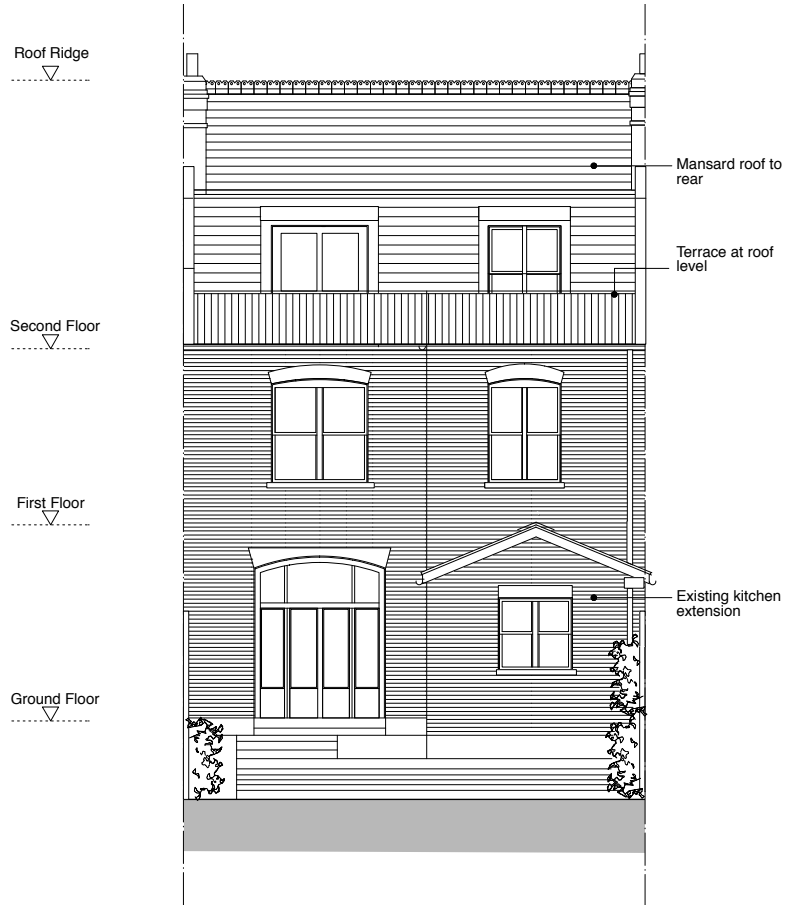 Roof Ridge
Mansard roof to
rear
Terrace at roof
level
Second Floor
First Floor
Existing kitchen
extension
Ground Floor